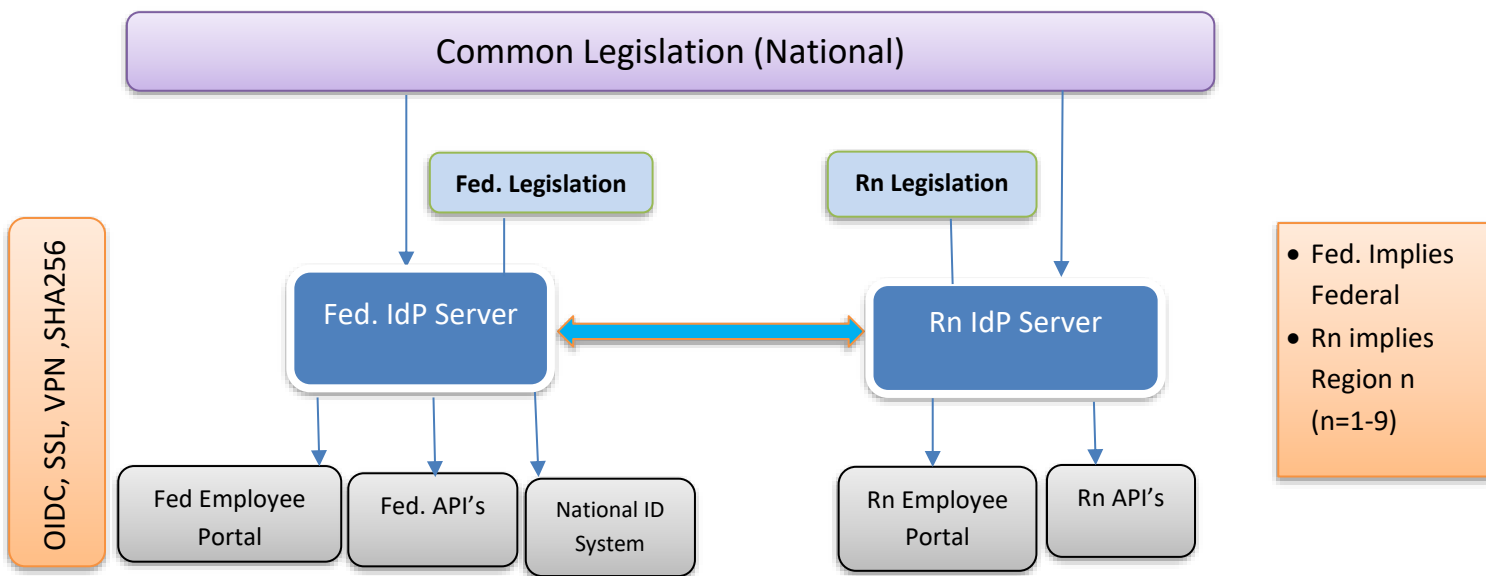 Common Legislation (National)
Fed. Legislation
Rn Legislation
OIDC, SSL, VPN ,SHA256
Fed. IdP Server
Rn IdP Server
• Fed. Implies
Federal
• Rn implies
Region n
(n=1-9)
Fed Employee
Portal
Fed. API's
National ID
System
Rn Employee
Portal
Rn API’s